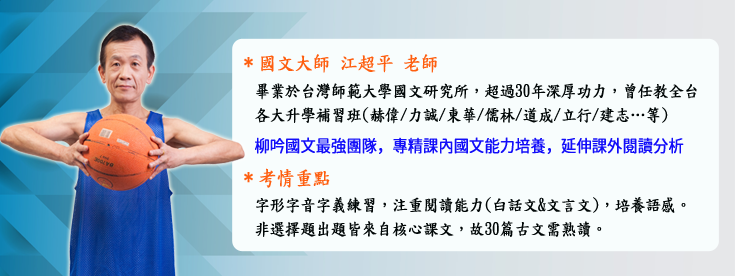 *國文大師 江超平 老師
畢業於台灣師範大學國文研究所，超過30年深厚功力，曾任教全台
各大升學補習班(赫偉/力誠/東華/儒林/道成/立行/建志…等)
柳吟國文最強團隊，專精課內國文能力培養，延伸課外閱讀分析
*考情重點
字形字音字義練習，注重閱讀能力(白話文&文言文)，培養語感。
非選擇題出題皆來自核心課文，故30篇古文需熟讀。